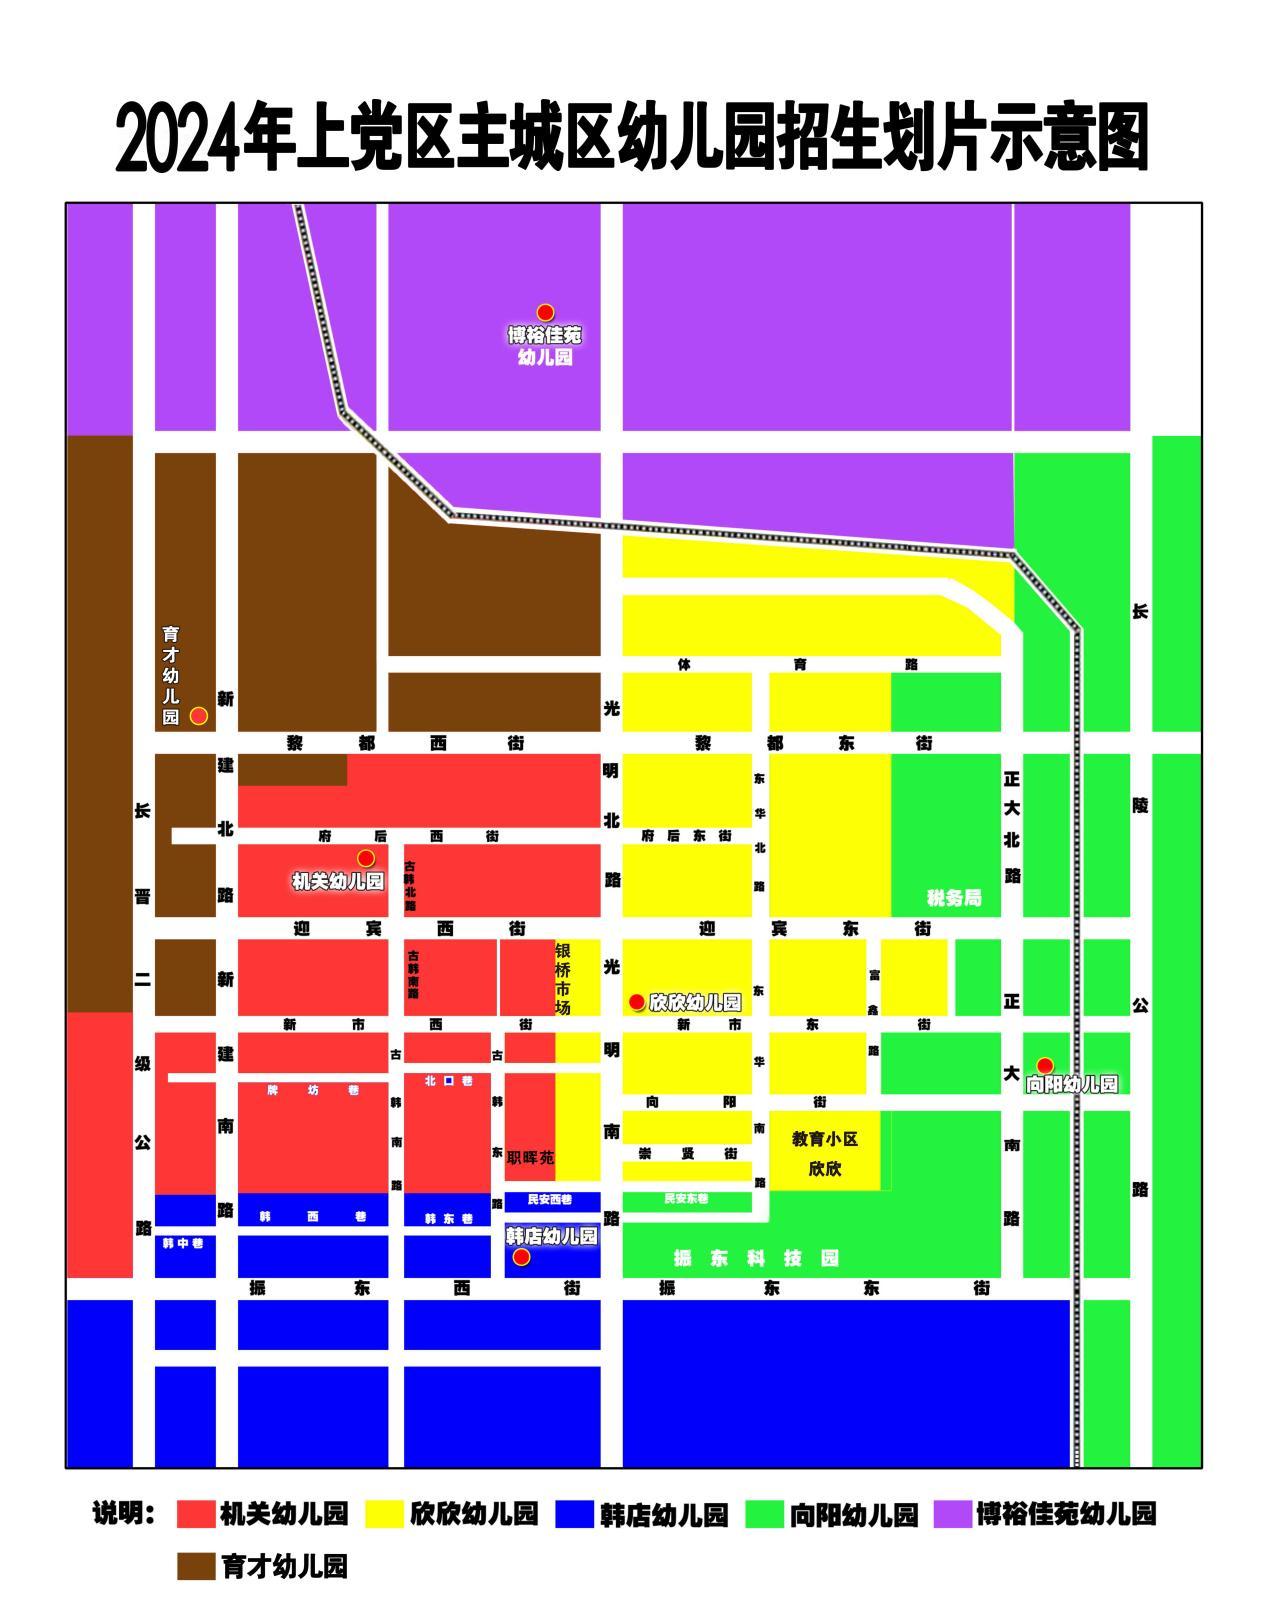 2024年上党区主城区幼儿园招生划片示意图
博裕佳苑
幼儿园
育才幼儿园
长
体育路
新建北路
光明北路
黎都西街
黎都东街
东华北路
正大北路
长晋二级公路
陵
府后西街
府后东街
机关幼儿园
古韩北路
税务局
迎宾西街
迎宾东街
古韩南路
银桥市场
新建南路
光明南路
欣欣幼儿园
东华南路
富鑫路
正大南路
公路
新市西街
新市东街
古韩南路
古韩东路
向阳幼儿园
牌坊巷
北口巷
向阳街
职晖苑
崇贤街
教育小区
欣欣
民安西巷
民安东巷
韩西巷
韩东巷
韩中巷
韩店幼儿园
振东科技园
振东西街
振东东街
说明：
机关幼儿园
欣欣幼儿园
韩店幼儿园
向阳幼儿园
博裕佳苑幼儿园
育才幼儿园